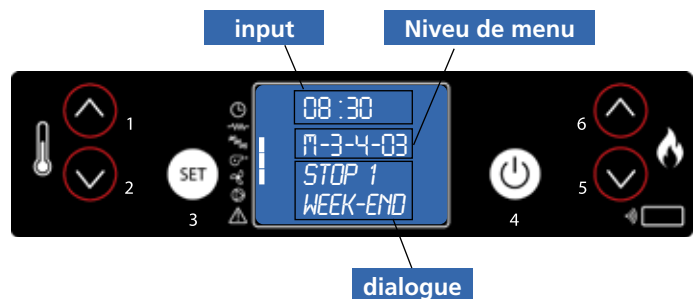 input
Niveu de menu
08:30
M-3-4-03
STOP 1
WEEK-END
1
2
SET
3
4
6
5
dialogue